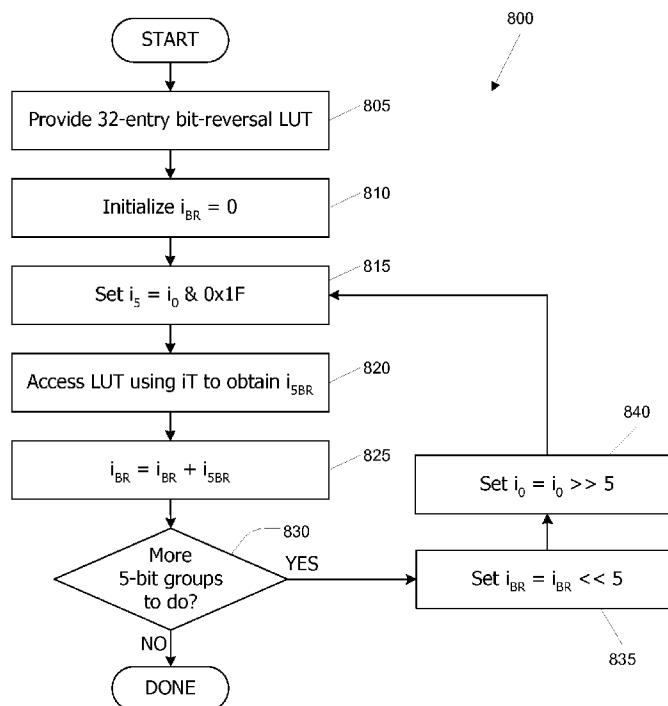 START
800
Provide 32-entry bit-reversal LUT
805
Initialize iBR = 0
810
Set i5 = i0 & 0x1F
815
Access LUT using iT to obtain i5BR
820
iBR = iBR + i5BR
825
840
Set i0 = i0 >> 5
More
5-bit groups
to do?
830
YES
Set iBR = iBR << 5
835
NO
DONE